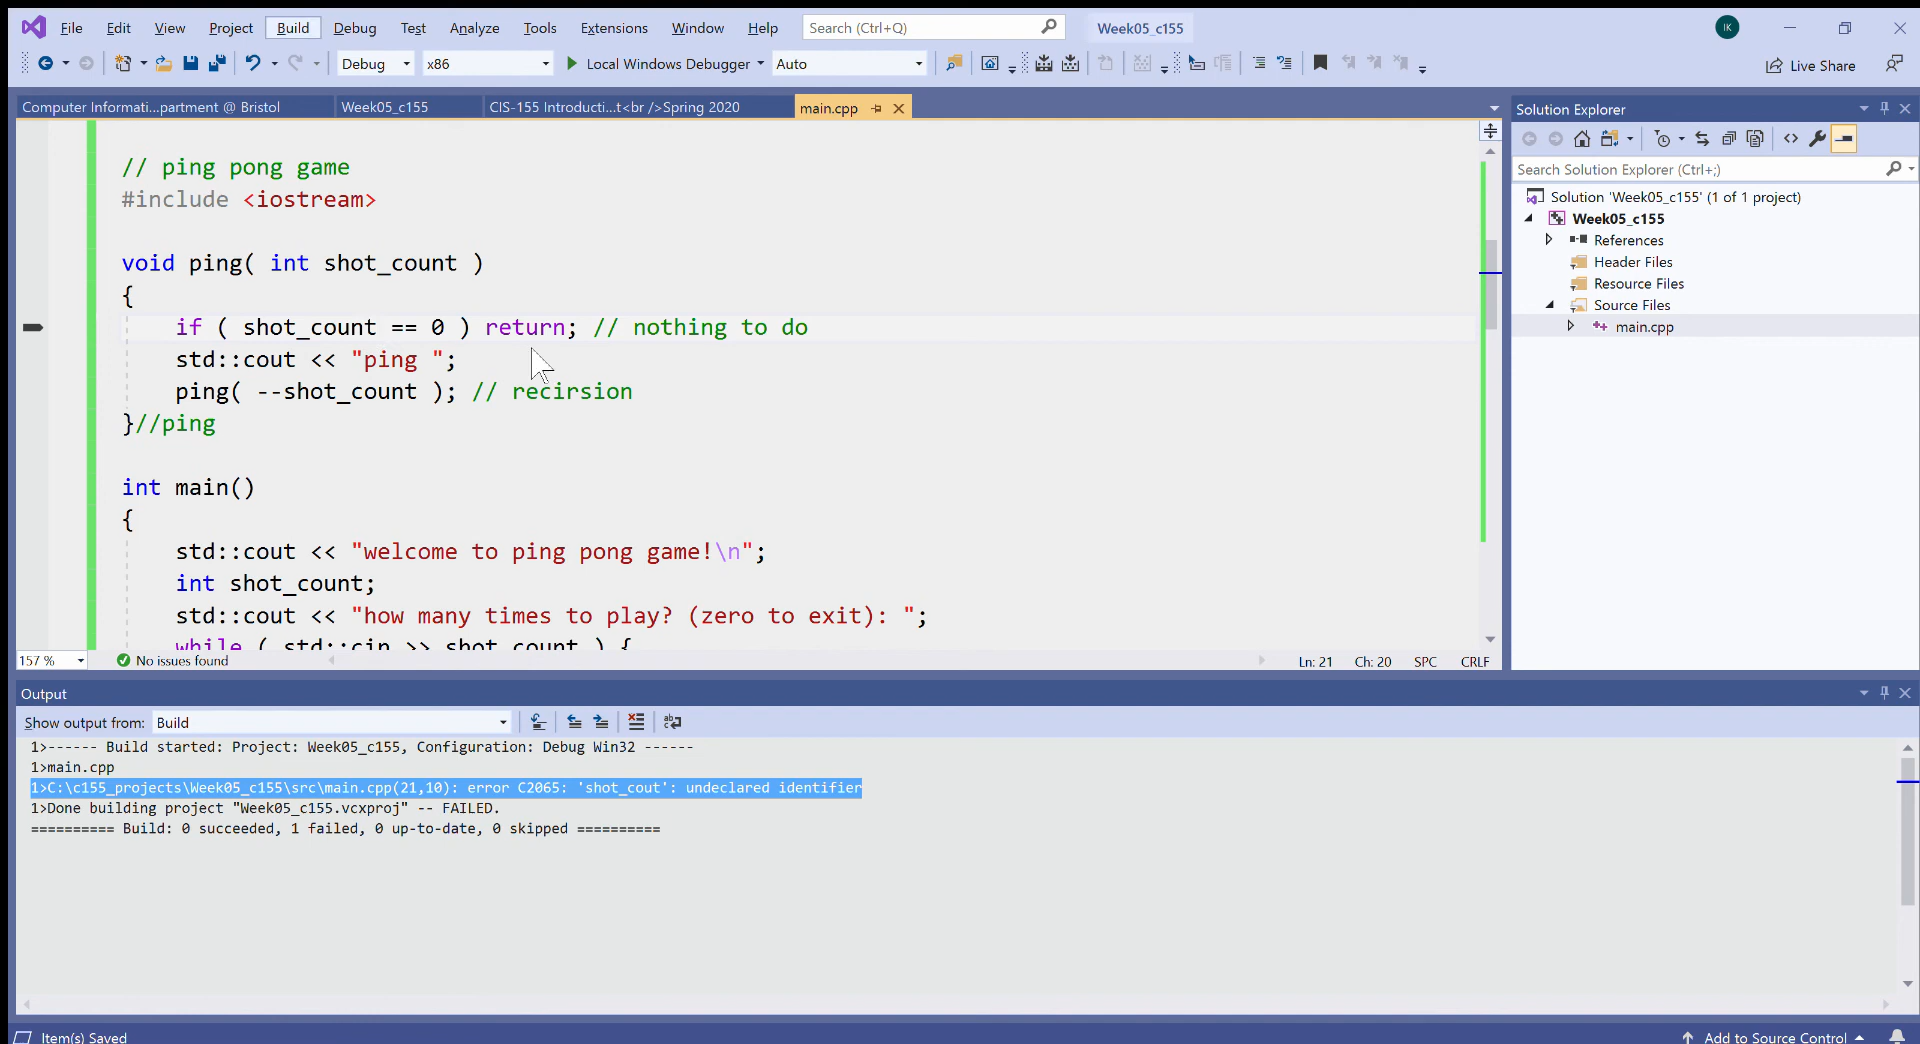 File Edit View Project Build Debug Test Analyze Tools Extensions Window Help Search (Ctrl+Q) Week05_c155 IK
Debug x86 Local Windows Debugger Auto Live Share
Computer Informati...partment @ Bristol Week05_c155 CIS-155 Introducti...t<br />Spring 2020 main.cpp
// ping pong game
#include <iostream>
void ping( int shot_count )
{
if ( shot_count == 0 ) return; // nothing to do
std::cout << "ping ";
ping( --shot_count ); // recirsion
}//ping
int main()
{
std::cout << "welcome to ping pong game!\n";
int shot_count;
std::cout << "how many times to play? (zero to exit): ";
while ( std::cin >> shot_count ) {
157 % No issues found Ln: 21 Ch: 20 SPC CRLF
Solution Explorer
Search Solution Explorer (Ctrl+;)
Solution 'Week05_c155' (1 of 1 project)
Week05_c155
References
Header Files
Resource Files
Source Files
main.cpp
Output
Show output from: Build
1>------ Build started: Project: Week05_c155, Configuration: Debug Win32 ------
1>main.cpp
1>C:\c155_projects\Week05_c155\src\main.cpp(21,10): error C2065: 'shot_cout': undeclared identifier
1>Done building project "Week05_c155.vcxproj" -- FAILED.
========== Build: 0 succeeded, 1 failed, 0 up-to-date, 0 skipped ==========
Item(s) Saved Add to Source Control